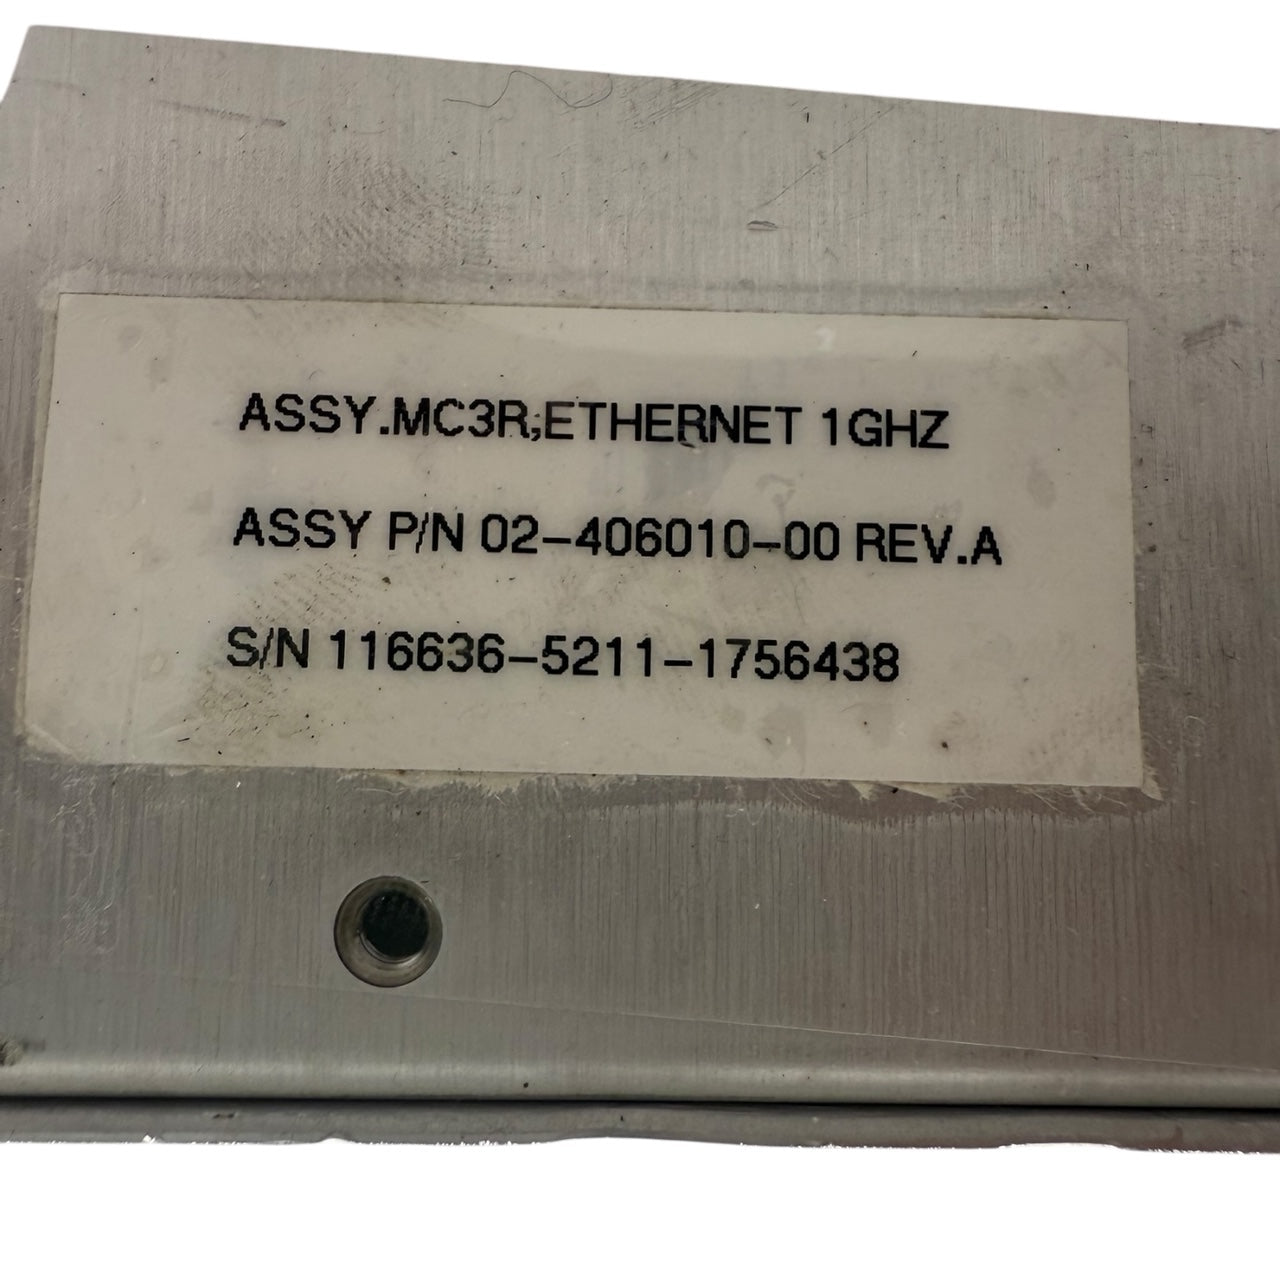 ASSY.MC3R;ETHERNET 1GHZ
ASSY P/N 02-406010-00 REV.A
S/N 116636-5211-1756438